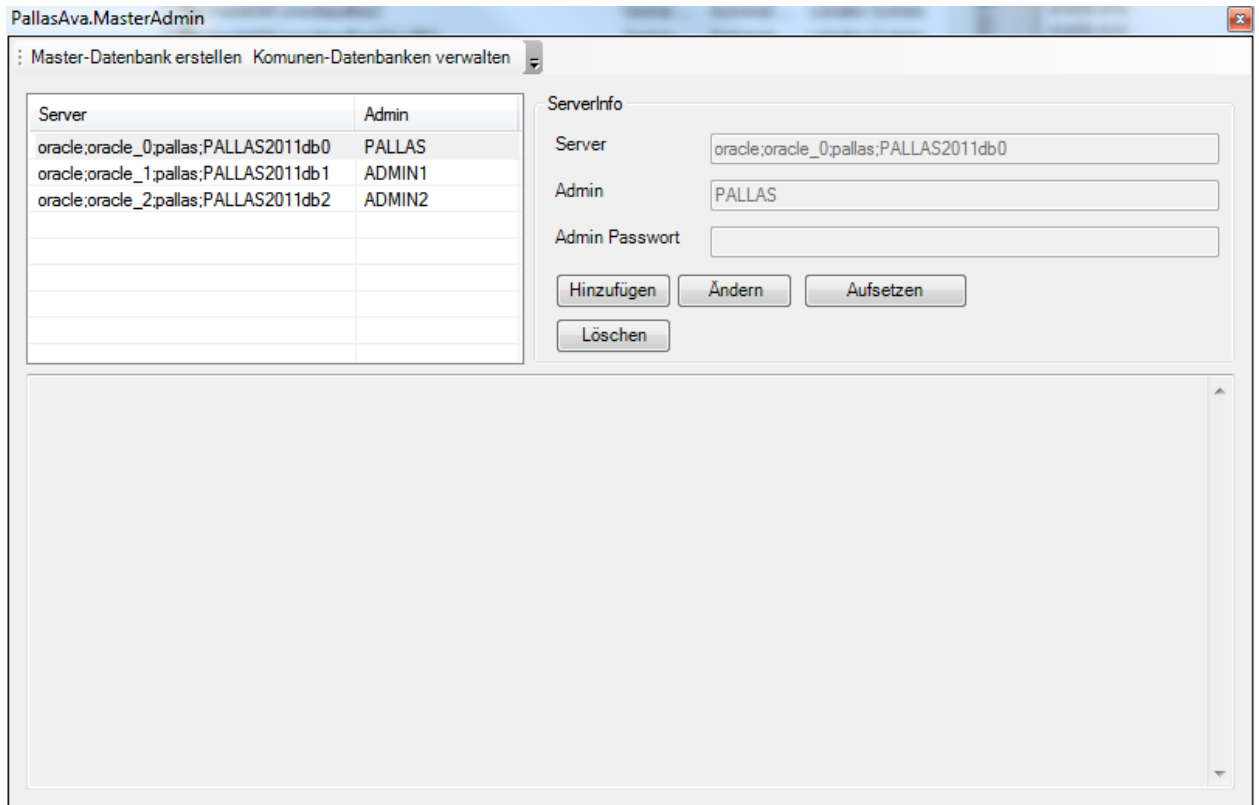 PallasAva.MasterAdmin
Master-Datenbank erstellen Komunen-Datenbanken verwalten
Server Admin
oracle;oracle_0;pallas;PALLAS2011db0 PALLAS
oracle;oracle_1;pallas;PALLAS2011db1 ADMIN1
oracle;oracle_2;pallas;PALLAS2011db2 ADMIN2
ServerInfo
Server oracle;oracle_0;pallas;PALLAS2011db0
Admin PALLAS
Admin Passwort
Hinzufügen Ändern Aufsetzen
Löschen